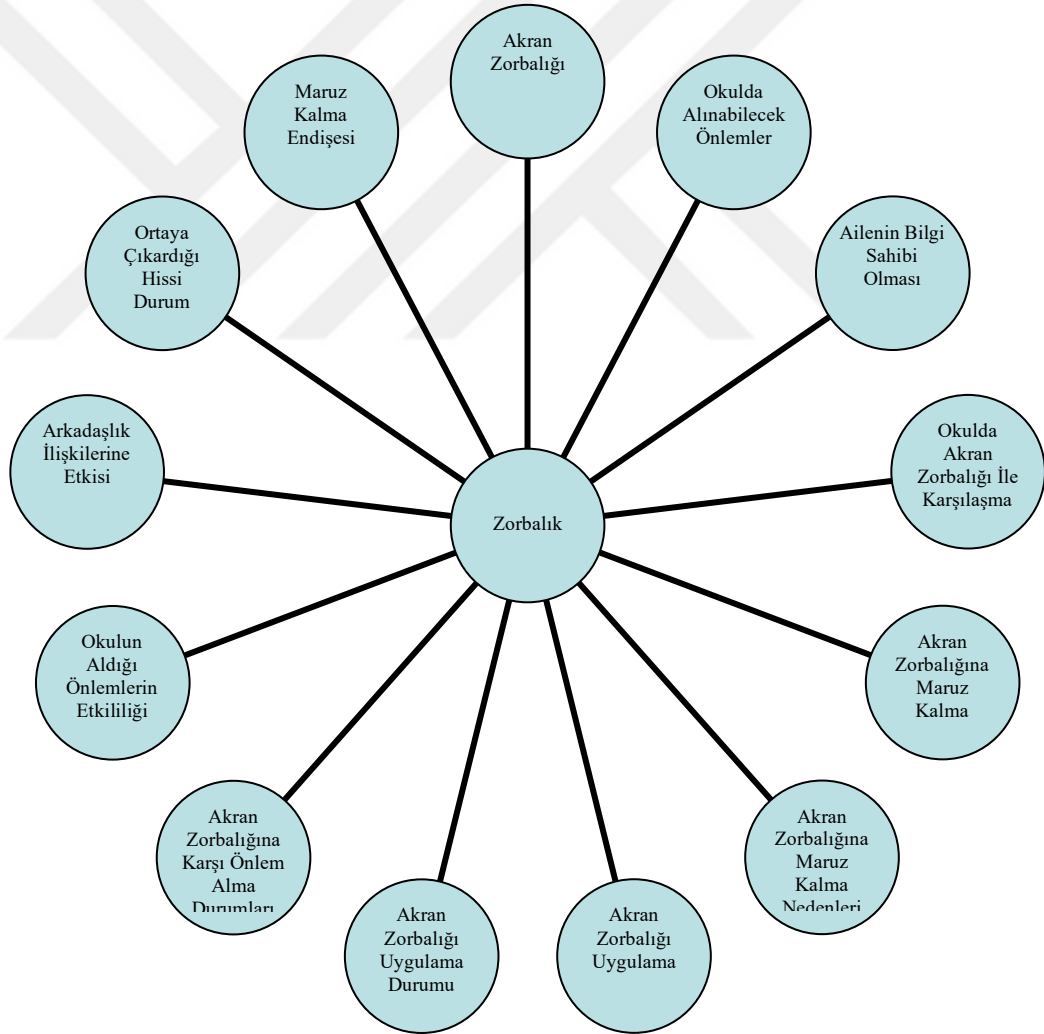 Akran
Zorbalığı
Okulda
Alınabilecek
Önlemler
Ailenin Bilgi
Sahibi
Olması
Okulda
Akran
Zorbalığı İle
Karşılaşma
Akran
Zorbalığına
Maruz
Kalma
Akran
Zorbalığına
Maruz
Kalma
Nedenleri
Akran
Zorbalığı
Uygulama
Akran
Zorbalığı
Uygulama
Durumu
Akran
Zorbalığına
Karşı Önlem
Alma
Durumları
Okulun
Aldığı
Önlemlerin
Etkililiği
Arkadaşlık
İlişkilerine
Etkisi
Ortaya
Çıkardığı
Hissi
Durum
Maruz
Kalma
Endişesi
Zorbalık